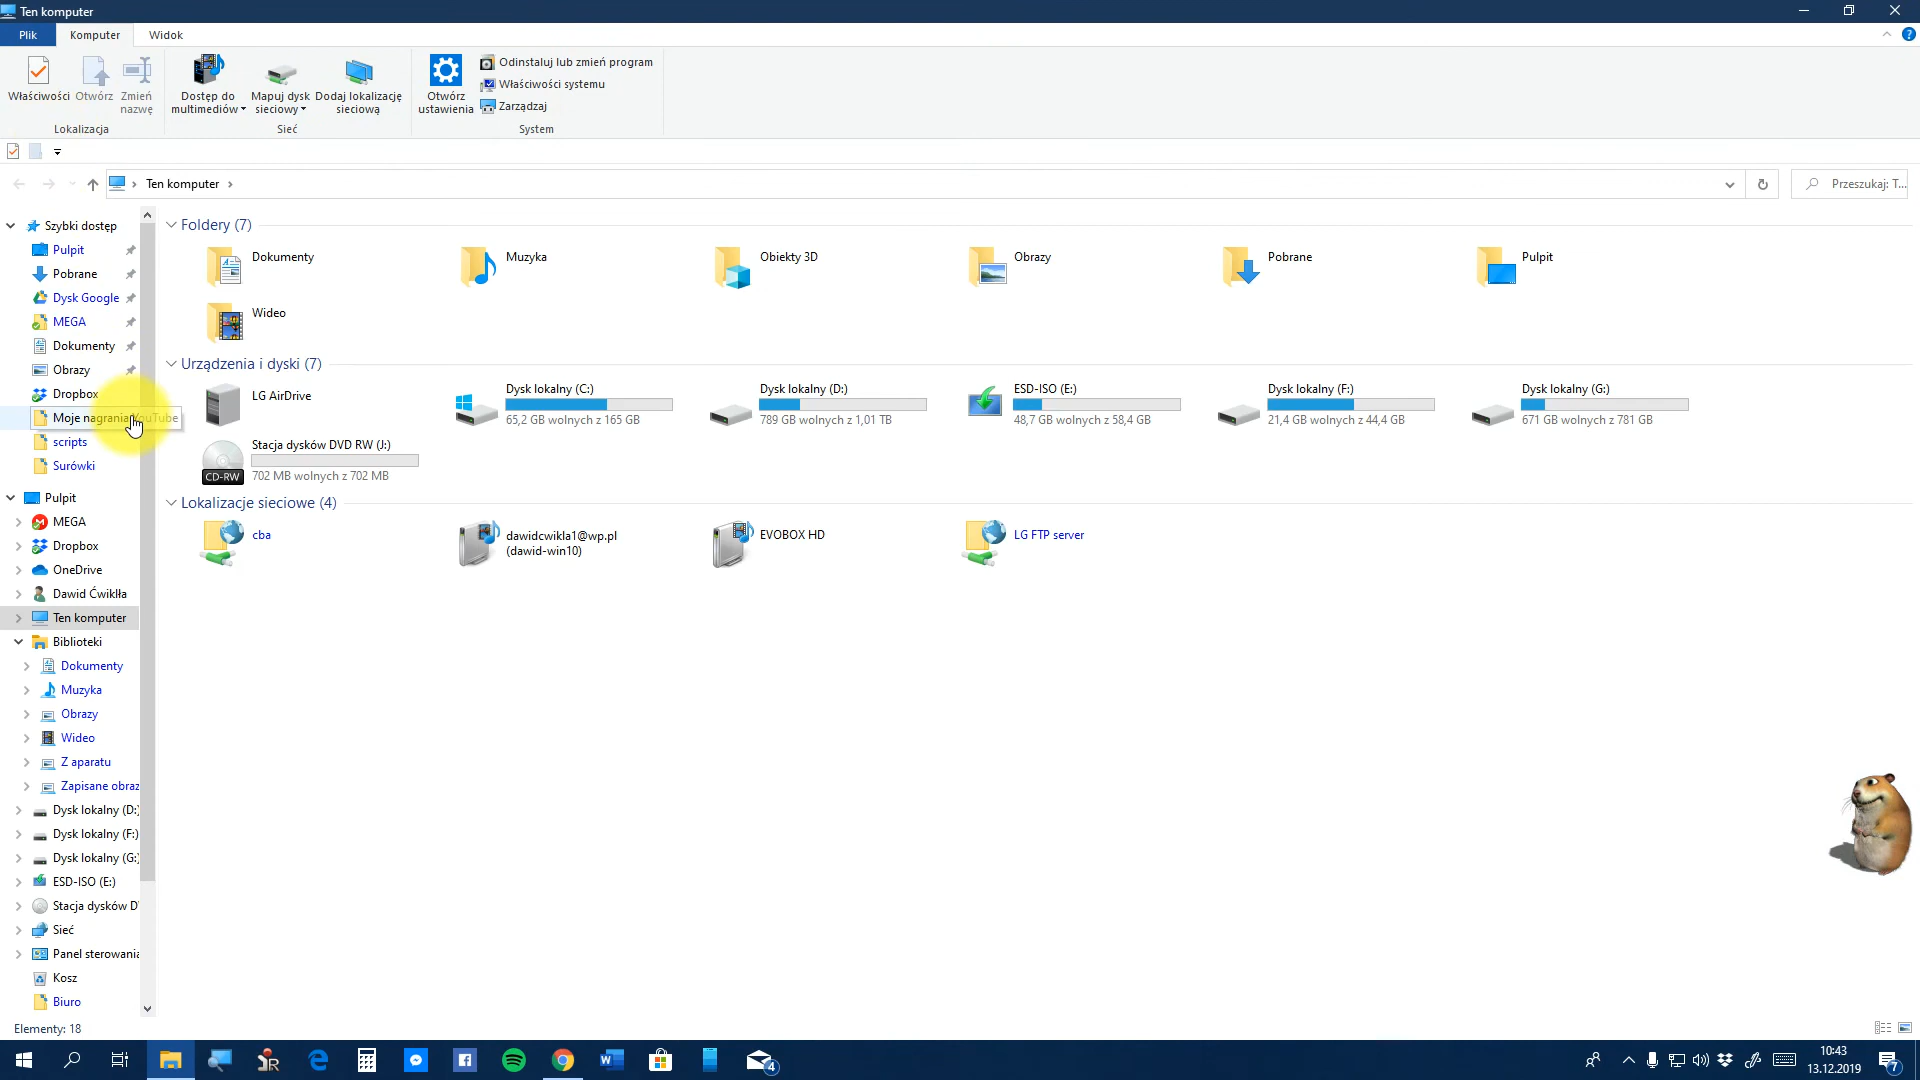 Ten komputer
Plik
Komputer
Widok
Właściwości
Otwórz
Zmień
nazwę
Lokalizacja
Dostęp do
multimediów
Mapuj dysk
sieciowy
Dodaj lokalizację
sieciową
Sieć
Otwórz
ustawienia
Odinstaluj lub zmień program
Właściwości systemu
Zarządzaj
System
Ten komputer
Przeszukaj: T...
Szybki dostęp
Pulpit
Pobrane
Dysk Google
MEGA
Dokumenty
Obrazy
Dropbox
Moje nagrania YouTube
scripts
Surówki
Pulpit
MEGA
Dropbox
OneDrive
Dawid Ćwiklła
Ten komputer
Biblioteki
Dokumenty
Muzyka
Obrazy
Wideo
Z aparatu
Zapisane obraz
Dysk lokalny (D:)
Dysk lokalny (F:)
Dysk lokalny (G:)
ESD-ISO (E:)
Stacja dysków D
Sieć
Panel sterowania
Kosz
Biuro
Foldery (7)
Dokumenty
Muzyka
Obiekty 3D
Obrazy
Pobrane
Pulpit
Wideo
Urządzenia i dyski (7)
LG AirDrive
Dysk lokalny (C:)
65,2 GB wolnych z 165 GB
Dysk lokalny (D:)
789 GB wolnych z 1,01 TB
ESD-ISO (E:)
48,7 GB wolnych z 58,4 GB
Dysk lokalny (F:)
21,4 GB wolnych z 44,4 GB
Dysk lokalny (G:)
671 GB wolnych z 781 GB
CD-RW
Stacja dysków DVD RW (J:)
702 MB wolnych z 702 MB
Lokalizacje sieciowe (4)
cba
dawidcwikla1@wp.pl
(dawid-win10)
EVOBOX HD
LG FTP server
Elementy: 18
4
10:43
13.12.2019
7